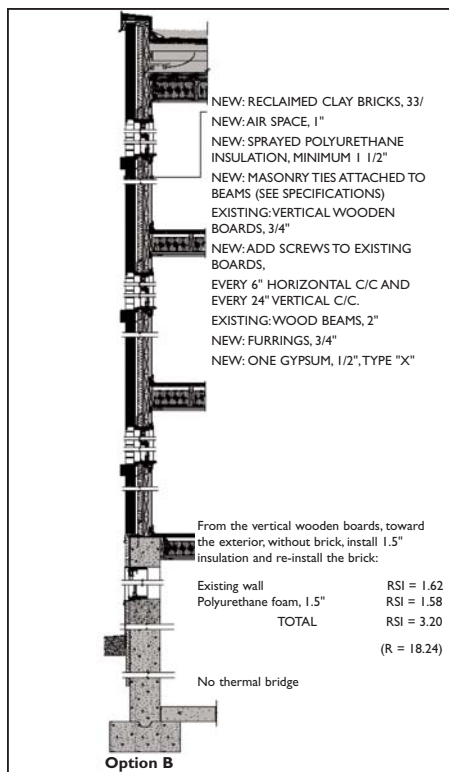 NEW: RECLAIMED CLAY BRICKS, 33/
NEW: AIR SPACE, 1"
NEW: SPRAYED POLYURETHANE
INSULATION, MINIMUM 1 1/2"
NEW: MASONRY TIES ATTACHED TO
BEAMS (SEE SPECIFICATIONS)
EXISTING: VERTICAL WOODEN
BOARDS, 3/4"
NEW: ADD SCREWS TO EXISTING
BOARDS,
EVERY 6" HORIZONTAL C/C AND
EVERY 24" VERTICAL C/C.
EXISTING: WOOD BEAMS, 2"
NEW: FURRINGS, 3/4"
NEW: ONE GYPSUM, 1/2", TYPE "X"
From the vertical wooden boards, toward
the exterior, without brick, install 1.5"
insulation and re-install the brick:
Existing wall RSI = 1.62
Polyurethane foam, 1.5" RSI = 1.58
TOTAL RSI = 3.20
(R = 18.24)
No thermal bridge
Option B